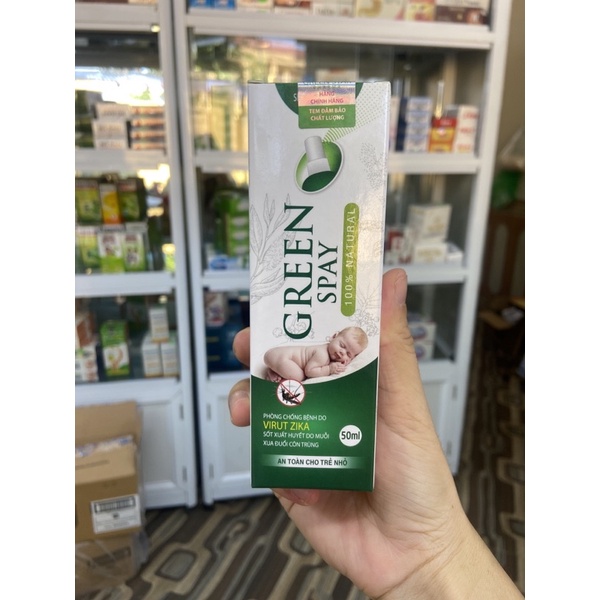 HÀNG
CHÍNH HÃNG
TEM ĐẢM BẢO
CHẤT LƯỢNG
GREEN
SPAY
100% NATURAL
PHÒNG CHỐNG BỆNH DO
VIRUT ZIKA
SỐT XUẤT HUYẾT DO MUỖI
XUA ĐUỔI CÔN TRÙNG
50ml
AN TOÀN CHO TRẺ NHỎ